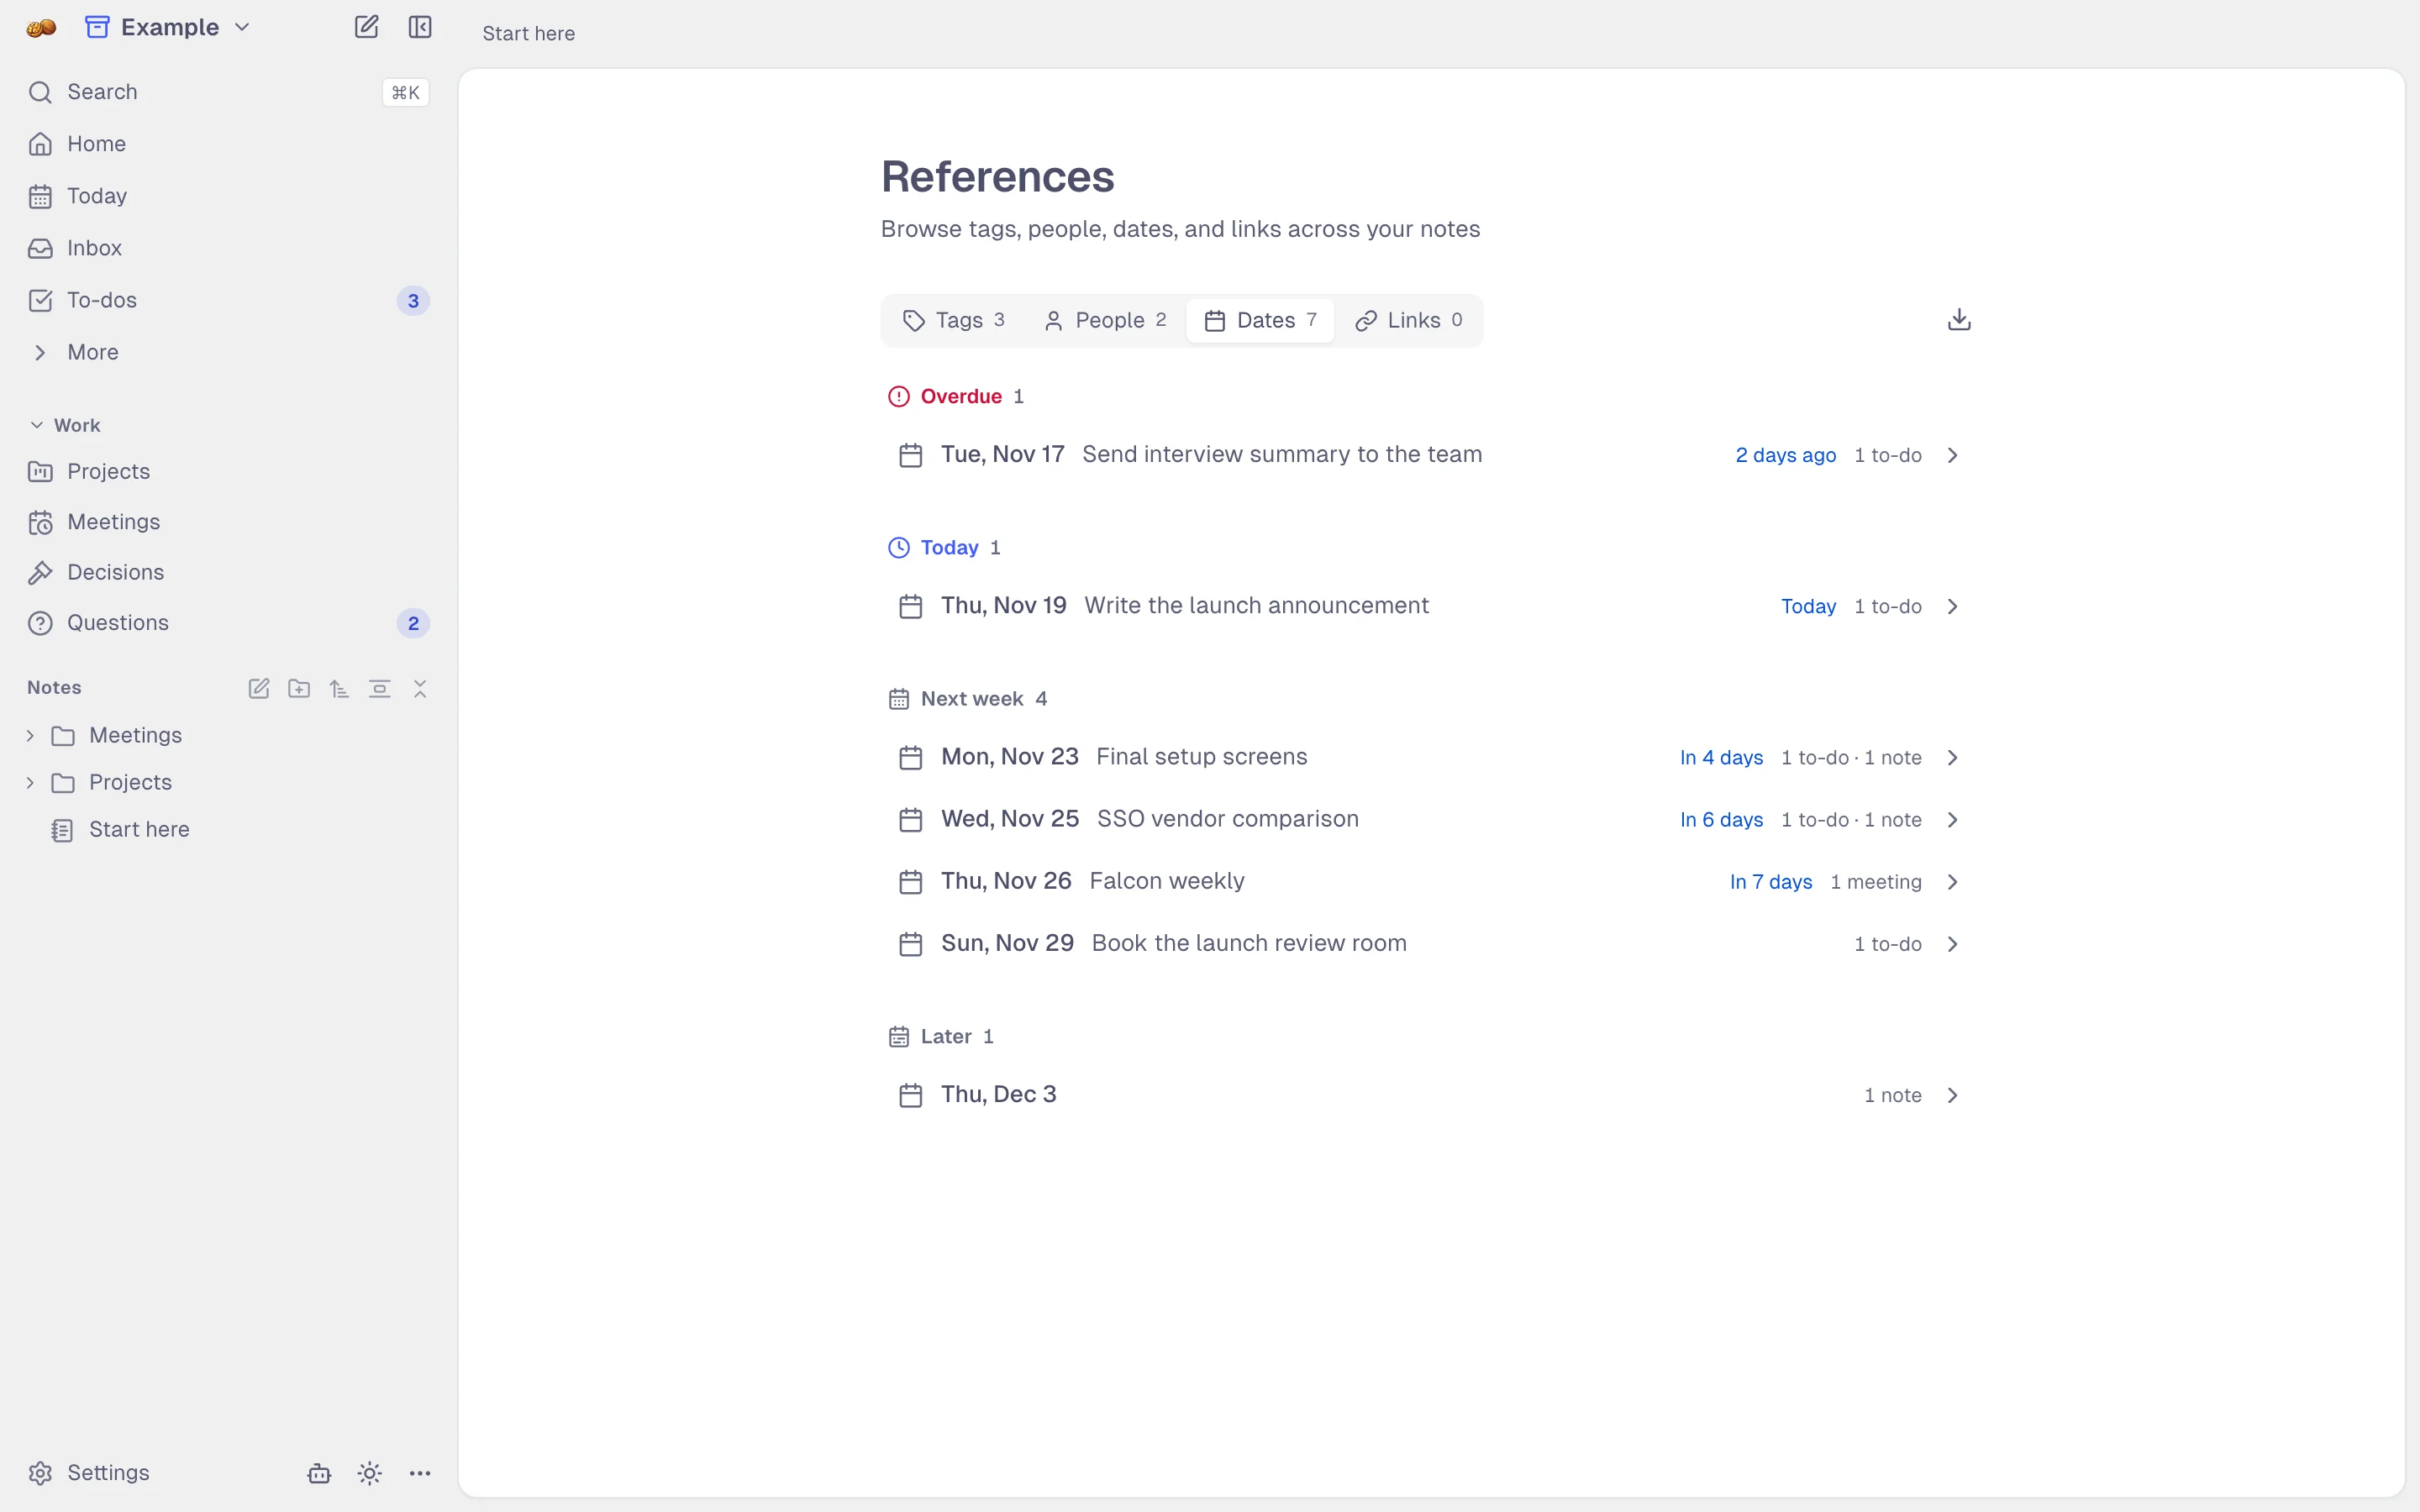 Example
Start here
Search
⌘K
Home
Today
Inbox
To-dos
3
More
Work
Projects
Meetings
Decisions
Questions
2
Notes
Meetings
Projects
Start here
Settings
References
Browse tags, people, dates, and links across your notes
Tags 3
People 2
Dates 7
Links 0
Overdue 1
Tue, Nov 17 Send interview summary to the team 2 days ago 1 to-do
Today 1
Thu, Nov 19 Write the launch announcement Today 1 to-do
Next week 4
Mon, Nov 23 Final setup screens In 4 days 1 to-do · 1 note
Wed, Nov 25 SSO vendor comparison In 6 days 1 to-do · 1 note
Thu, Nov 26 Falcon weekly In 7 days 1 meeting
Sun, Nov 29 Book the launch review room 1 to-do
Later 1
Thu, Dec 3 1 note